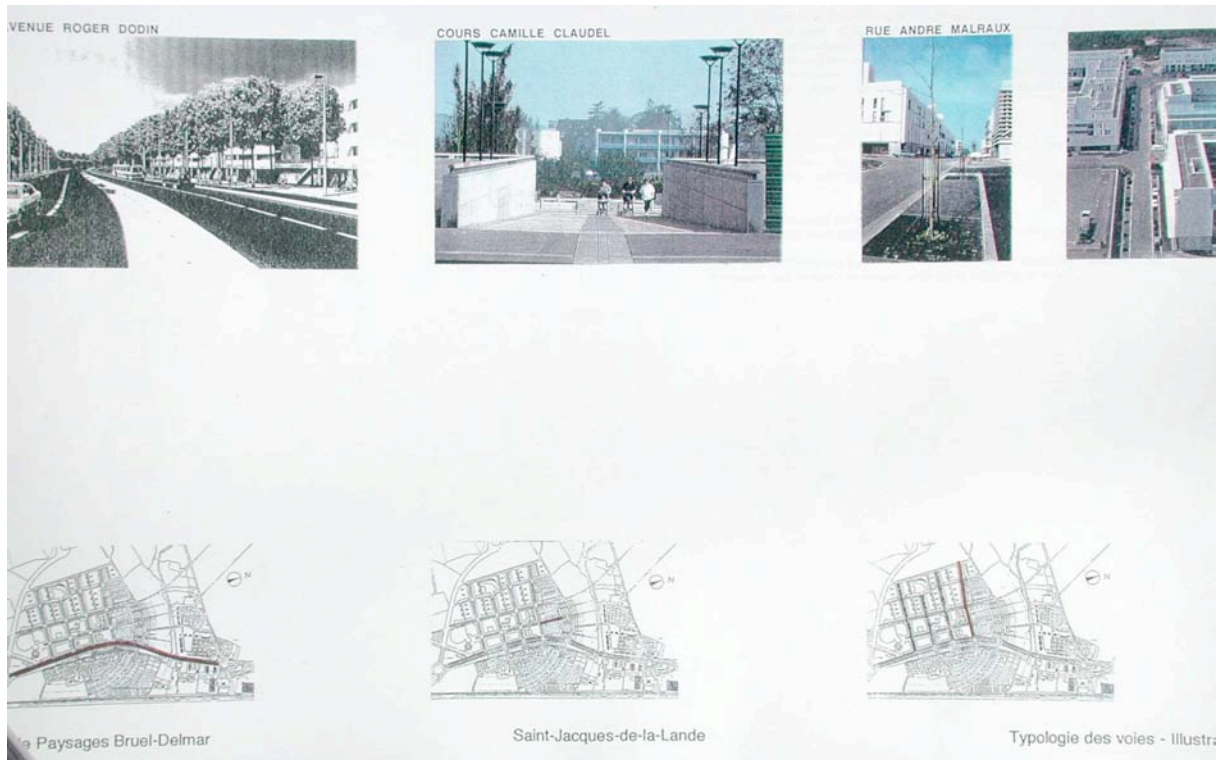 VENUE ROGER DODIN
COURS CAMILLE CLAUDEL
RUE ANDRE MALRAUX
N
N
N
Paysages Bruel-Delmar
Saint-Jacques-de-la-Lande
Typologie des voies - Illustra